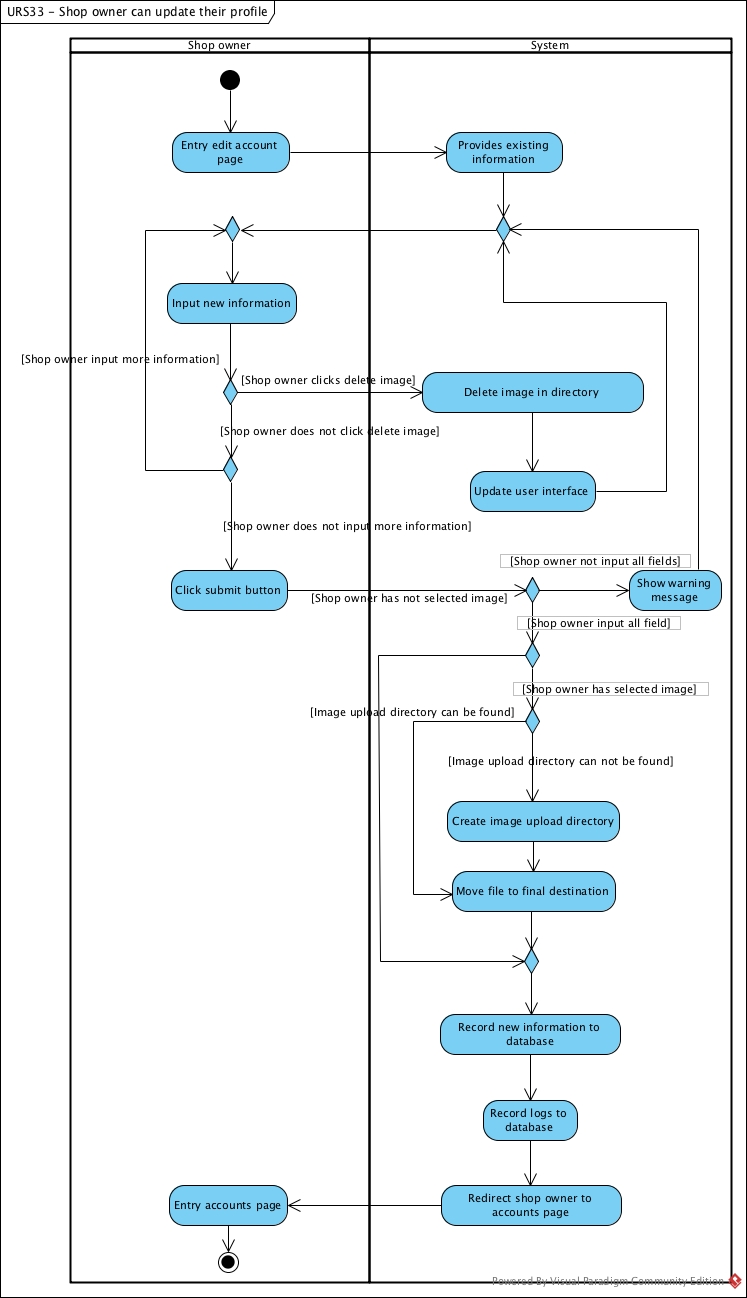 URS33 - Shop owner can update their profile
Shop owner
System
Entry edit account
page
Provides existing
information
Input new information
[Shop owner input more information]
[Shop owner clicks delete image]
Delete image in directory
[Shop owner does not click delete image]
Update user interface
[Shop owner does not input more information]
[Shop owner not input all fields]
Click submit button
Show warning
message
[Shop owner has not selected image]
[Shop owner input all field]
[Shop owner has selected image]
[Image upload directory can be found]
[Image upload directory can not be found]
Create image upload directory
Move file to final destination
Record new information to
database
Record logs to
database
Entry accounts page
Redirect shop owner to
accounts page
Powered By Visual Paradigm Community Edition